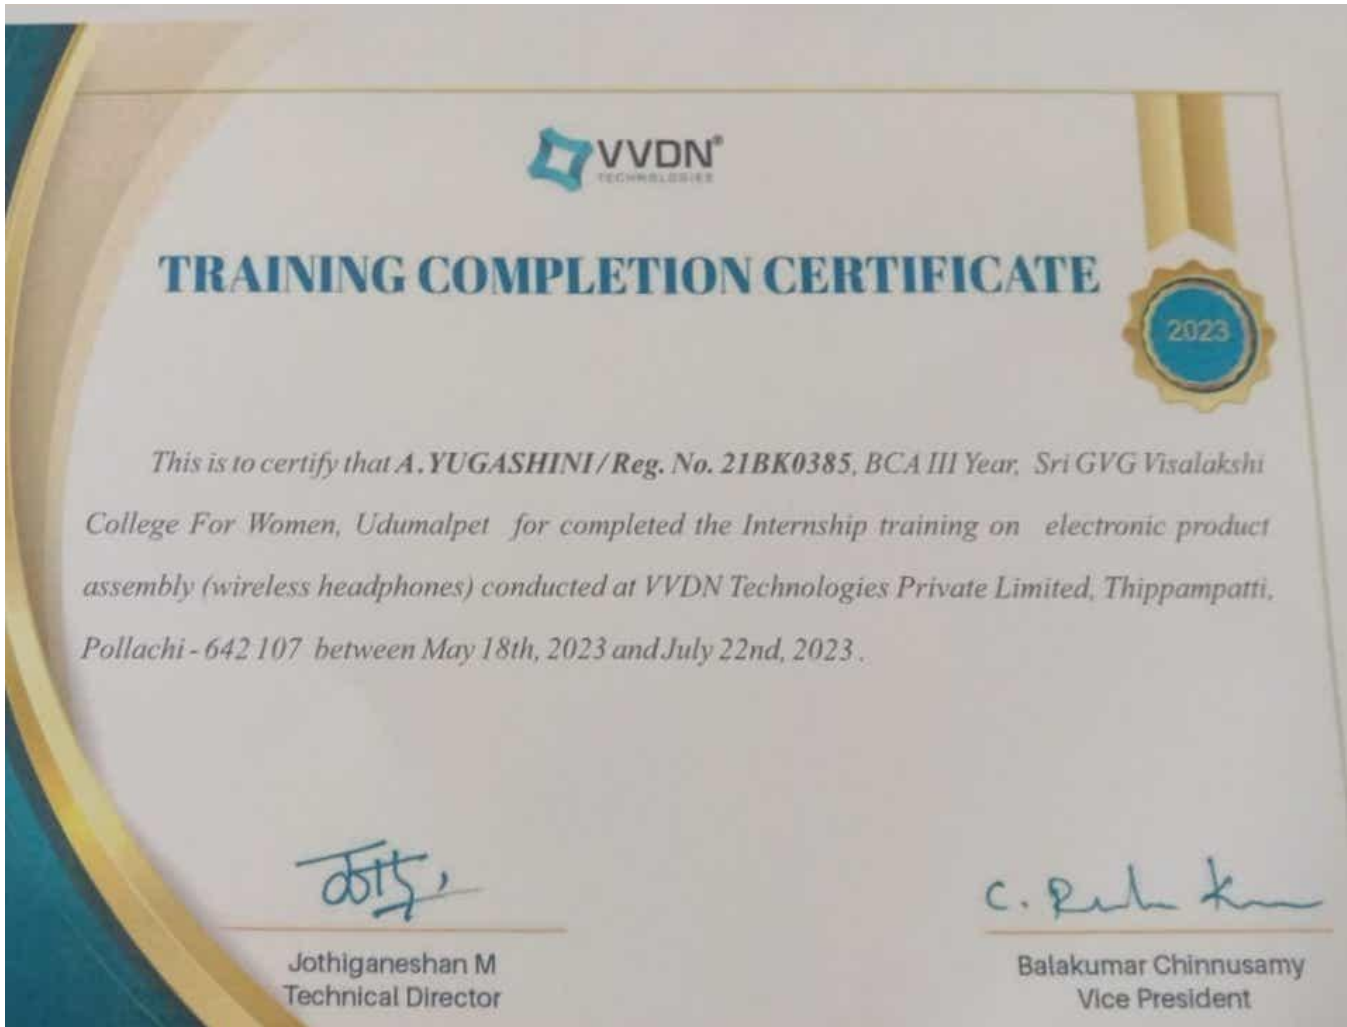 VVDN®
TECHNOLOGIES
TRAINING COMPLETION CERTIFICATE
2023
This is to certify that A. YUGASHINI/Reg. No. 21BK0385, BCA III Year, Sri GVG Visalakshi
College For Women, Udumalpet for completed the Internship training on electronic product
assembly (wireless headphones) conducted at VVDN Technologies Private Limited, Thippampatti,
Pollachi - 642 107 between May 18th, 2023 and July 22nd, 2023 .
C.
Jothiganeshan M
Technical Director
Balakumar Chinnusamy
Vice President